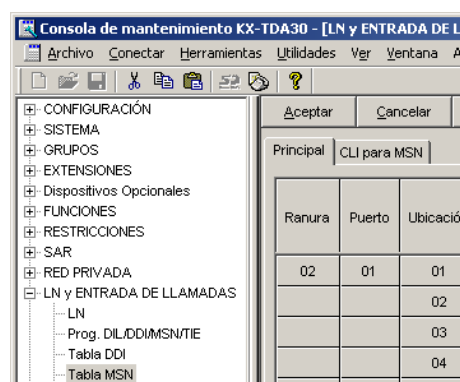 Consola de mantenimiento KX-TDA30 - [LN y ENTRADA DE L
Archivo Conectar Herramientas Utilidades Ver Ventana A
Aceptar Cancelar
Principal CLI para MSN
Ranura Puerto Ubicació
02 01 01
02
03
04
CONFIGURACIÓN
SISTEMA
GRUPOS
EXTENSIONES
Dispositivos Opcionales
FUNCIONES
RESTRICCIONES
SAR
RED PRIVADA
LN y ENTRADA DE LLAMADAS
LN
Prog. DIL/DDI/MSN/TIE
Tabla DDI
Tabla MSN